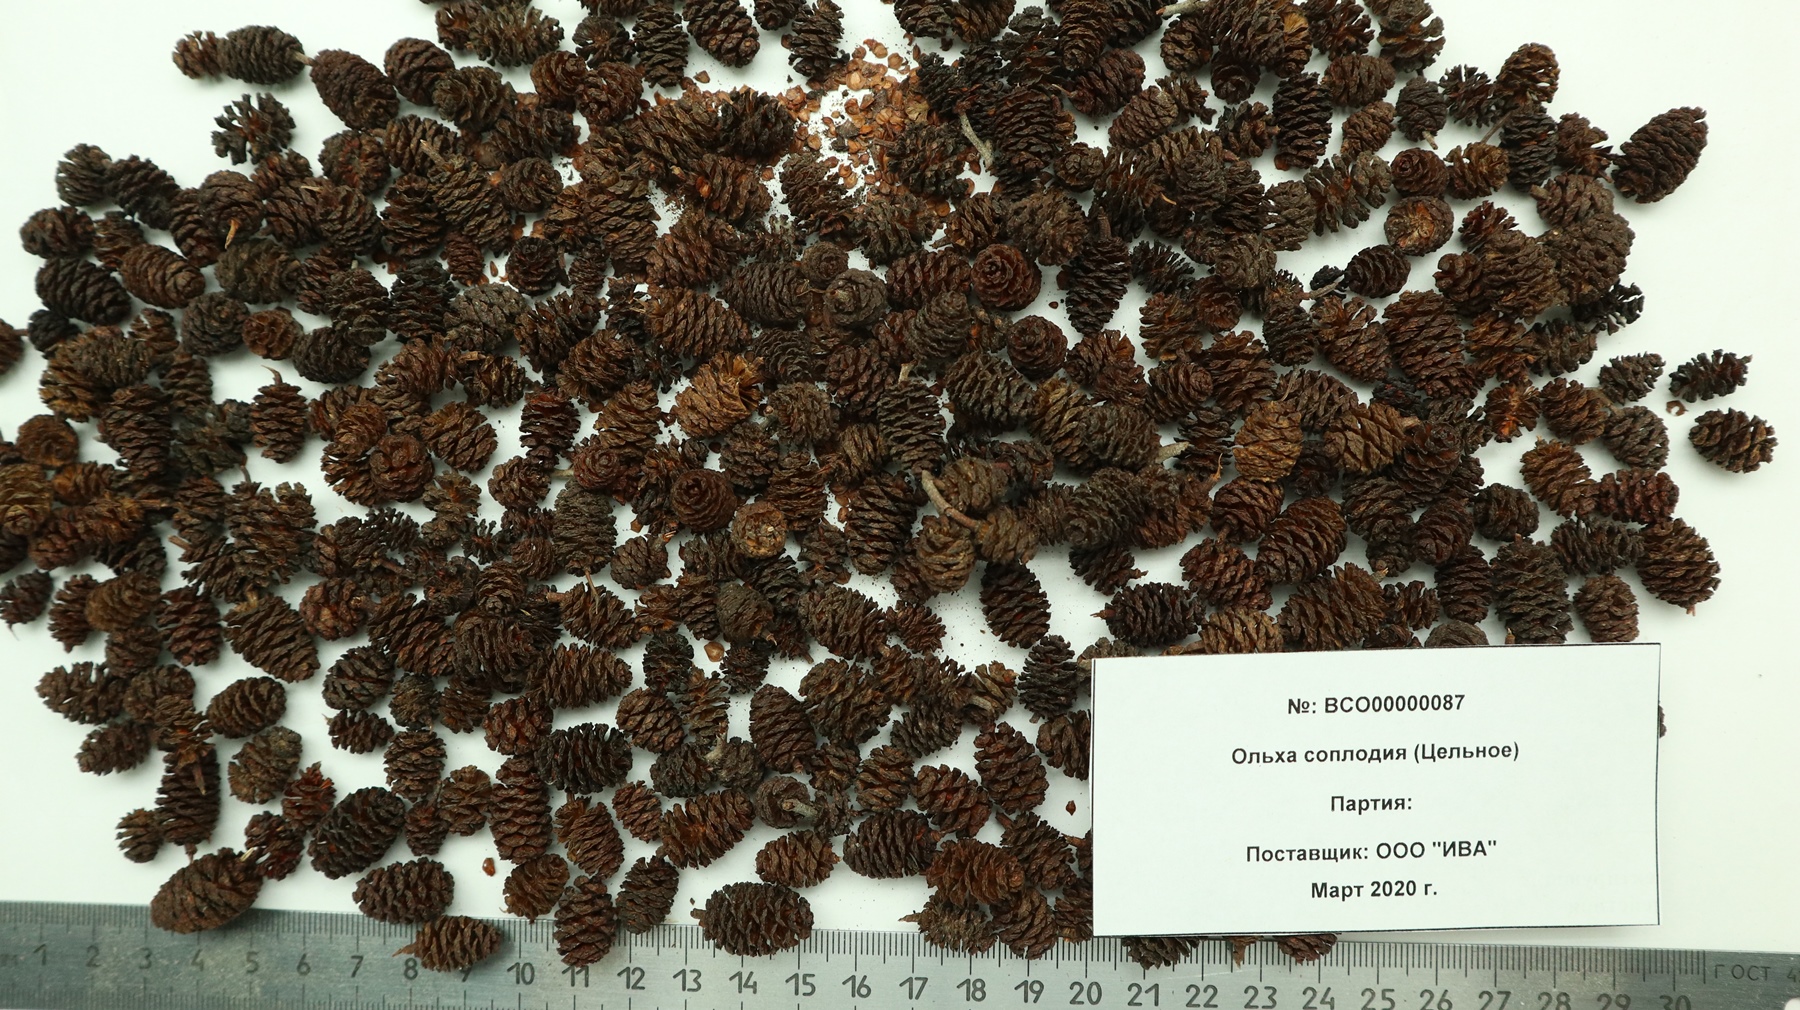 №: ВСО00000087
Ольха соплодия (Цельное)
Партия:
Поставщик: ООО "ИВА"
Март 2020 г.
1 2 3 4 5 6 7 8 9 10 11 12 13 14 15 16 17 18 19 20 21 22 23 24 25 26 27 28 29 30 ГОСТ 4